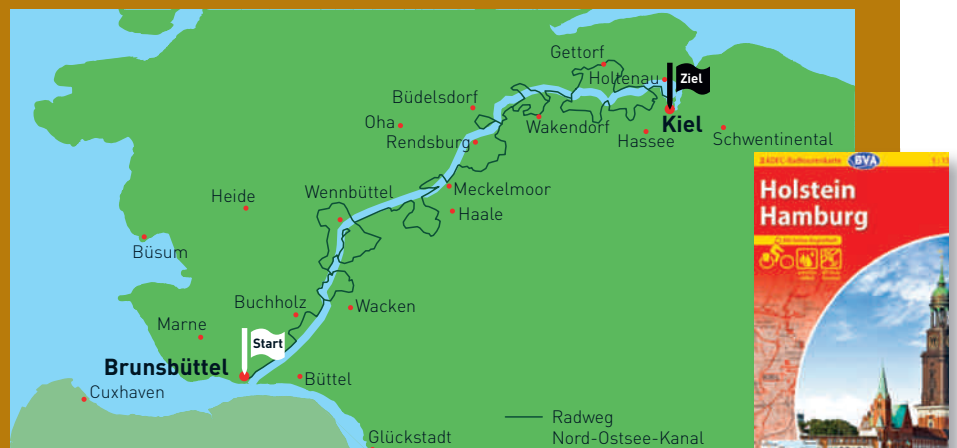 Gettorf
Holtenau
Ziel
Büdelsdorf
Oha
Rendsburg
Wakendorf
Kiel
Hassee
Schwentinental
Heide
Wennbüttel
Meckelmoor
Haale
Büsum
Buchholz
Wacken
Marne
Start
Brunsbüttel
Büttel
Cuxhaven
Glückstadt
Radweg
Nord-Ostsee-Kanal
ADFC-Radtourenkarte
BVA
Holstein
Hamburg